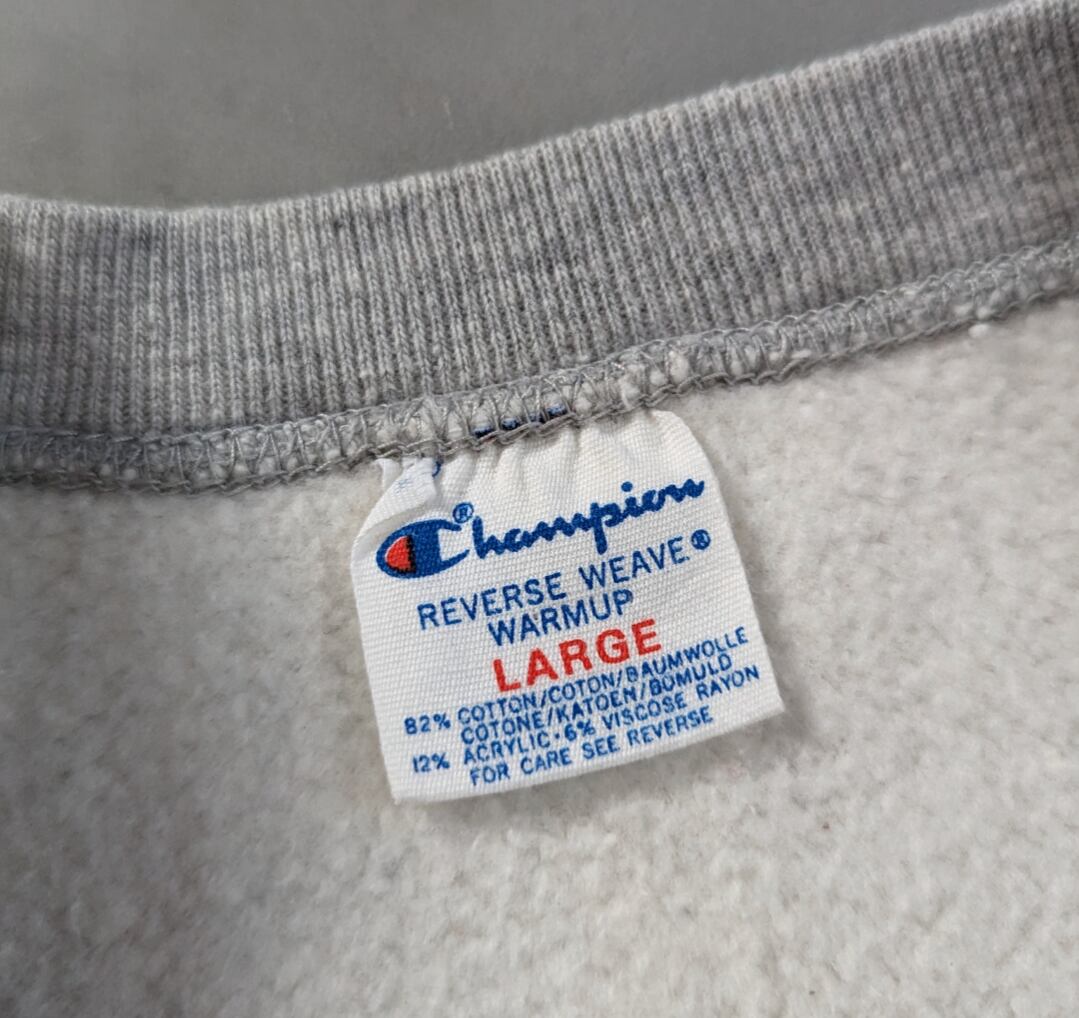 Champion®
REVERSE WEAVE®
WARMUP
LARGE
82% COTTON/COTON/BAUMWOLLE
COTONE/KATOEN/BOMULD
12% ACRYLIC·6% VISCOSE RAYON
FOR CARE SEE REVERSE